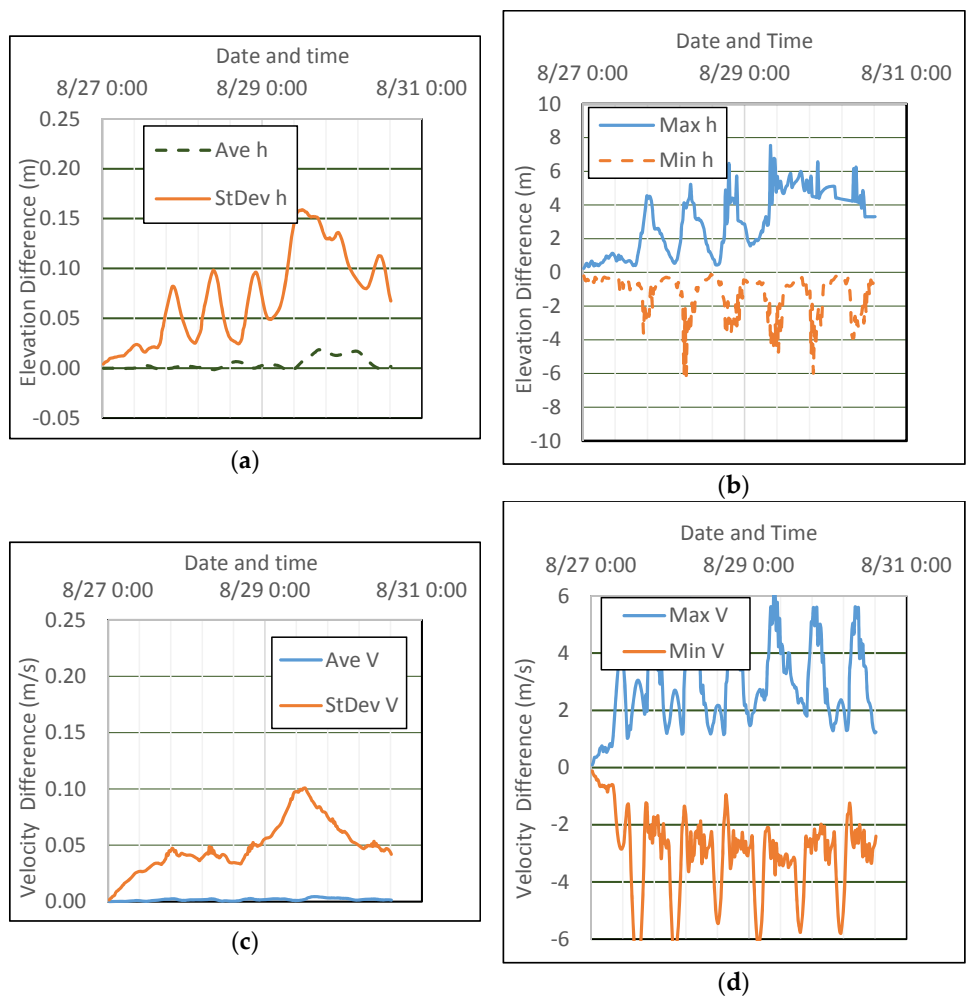 Date and time
8/27 0:00 8/29 0:00 8/31 0:00
0.25
0.20
0.15
0.10
0.05
0.00
-0.05
Elevation Difference (m)
Ave h
StDev h
(a)
Date and Time
8/27 0:00 8/29 0:00 8/31 0:00
10
8
6
4
2
0
-2
-4
-6
-8
-10
Elevation Difference (m)
Max h
Min h
(b)
Date and time
8/27 0:00 8/29 0:00 8/31 0:00
0.25
0.20
0.15
0.10
0.05
0.00
Velocity Difference (m/s)
Ave V
StDev V
(c)
Date and Time
8/27 0:00 8/29 0:00 8/31 0:00
6
4
2
0
-2
-4
-6
Velocity Difference (m/s)
Max V
Min V
(d)